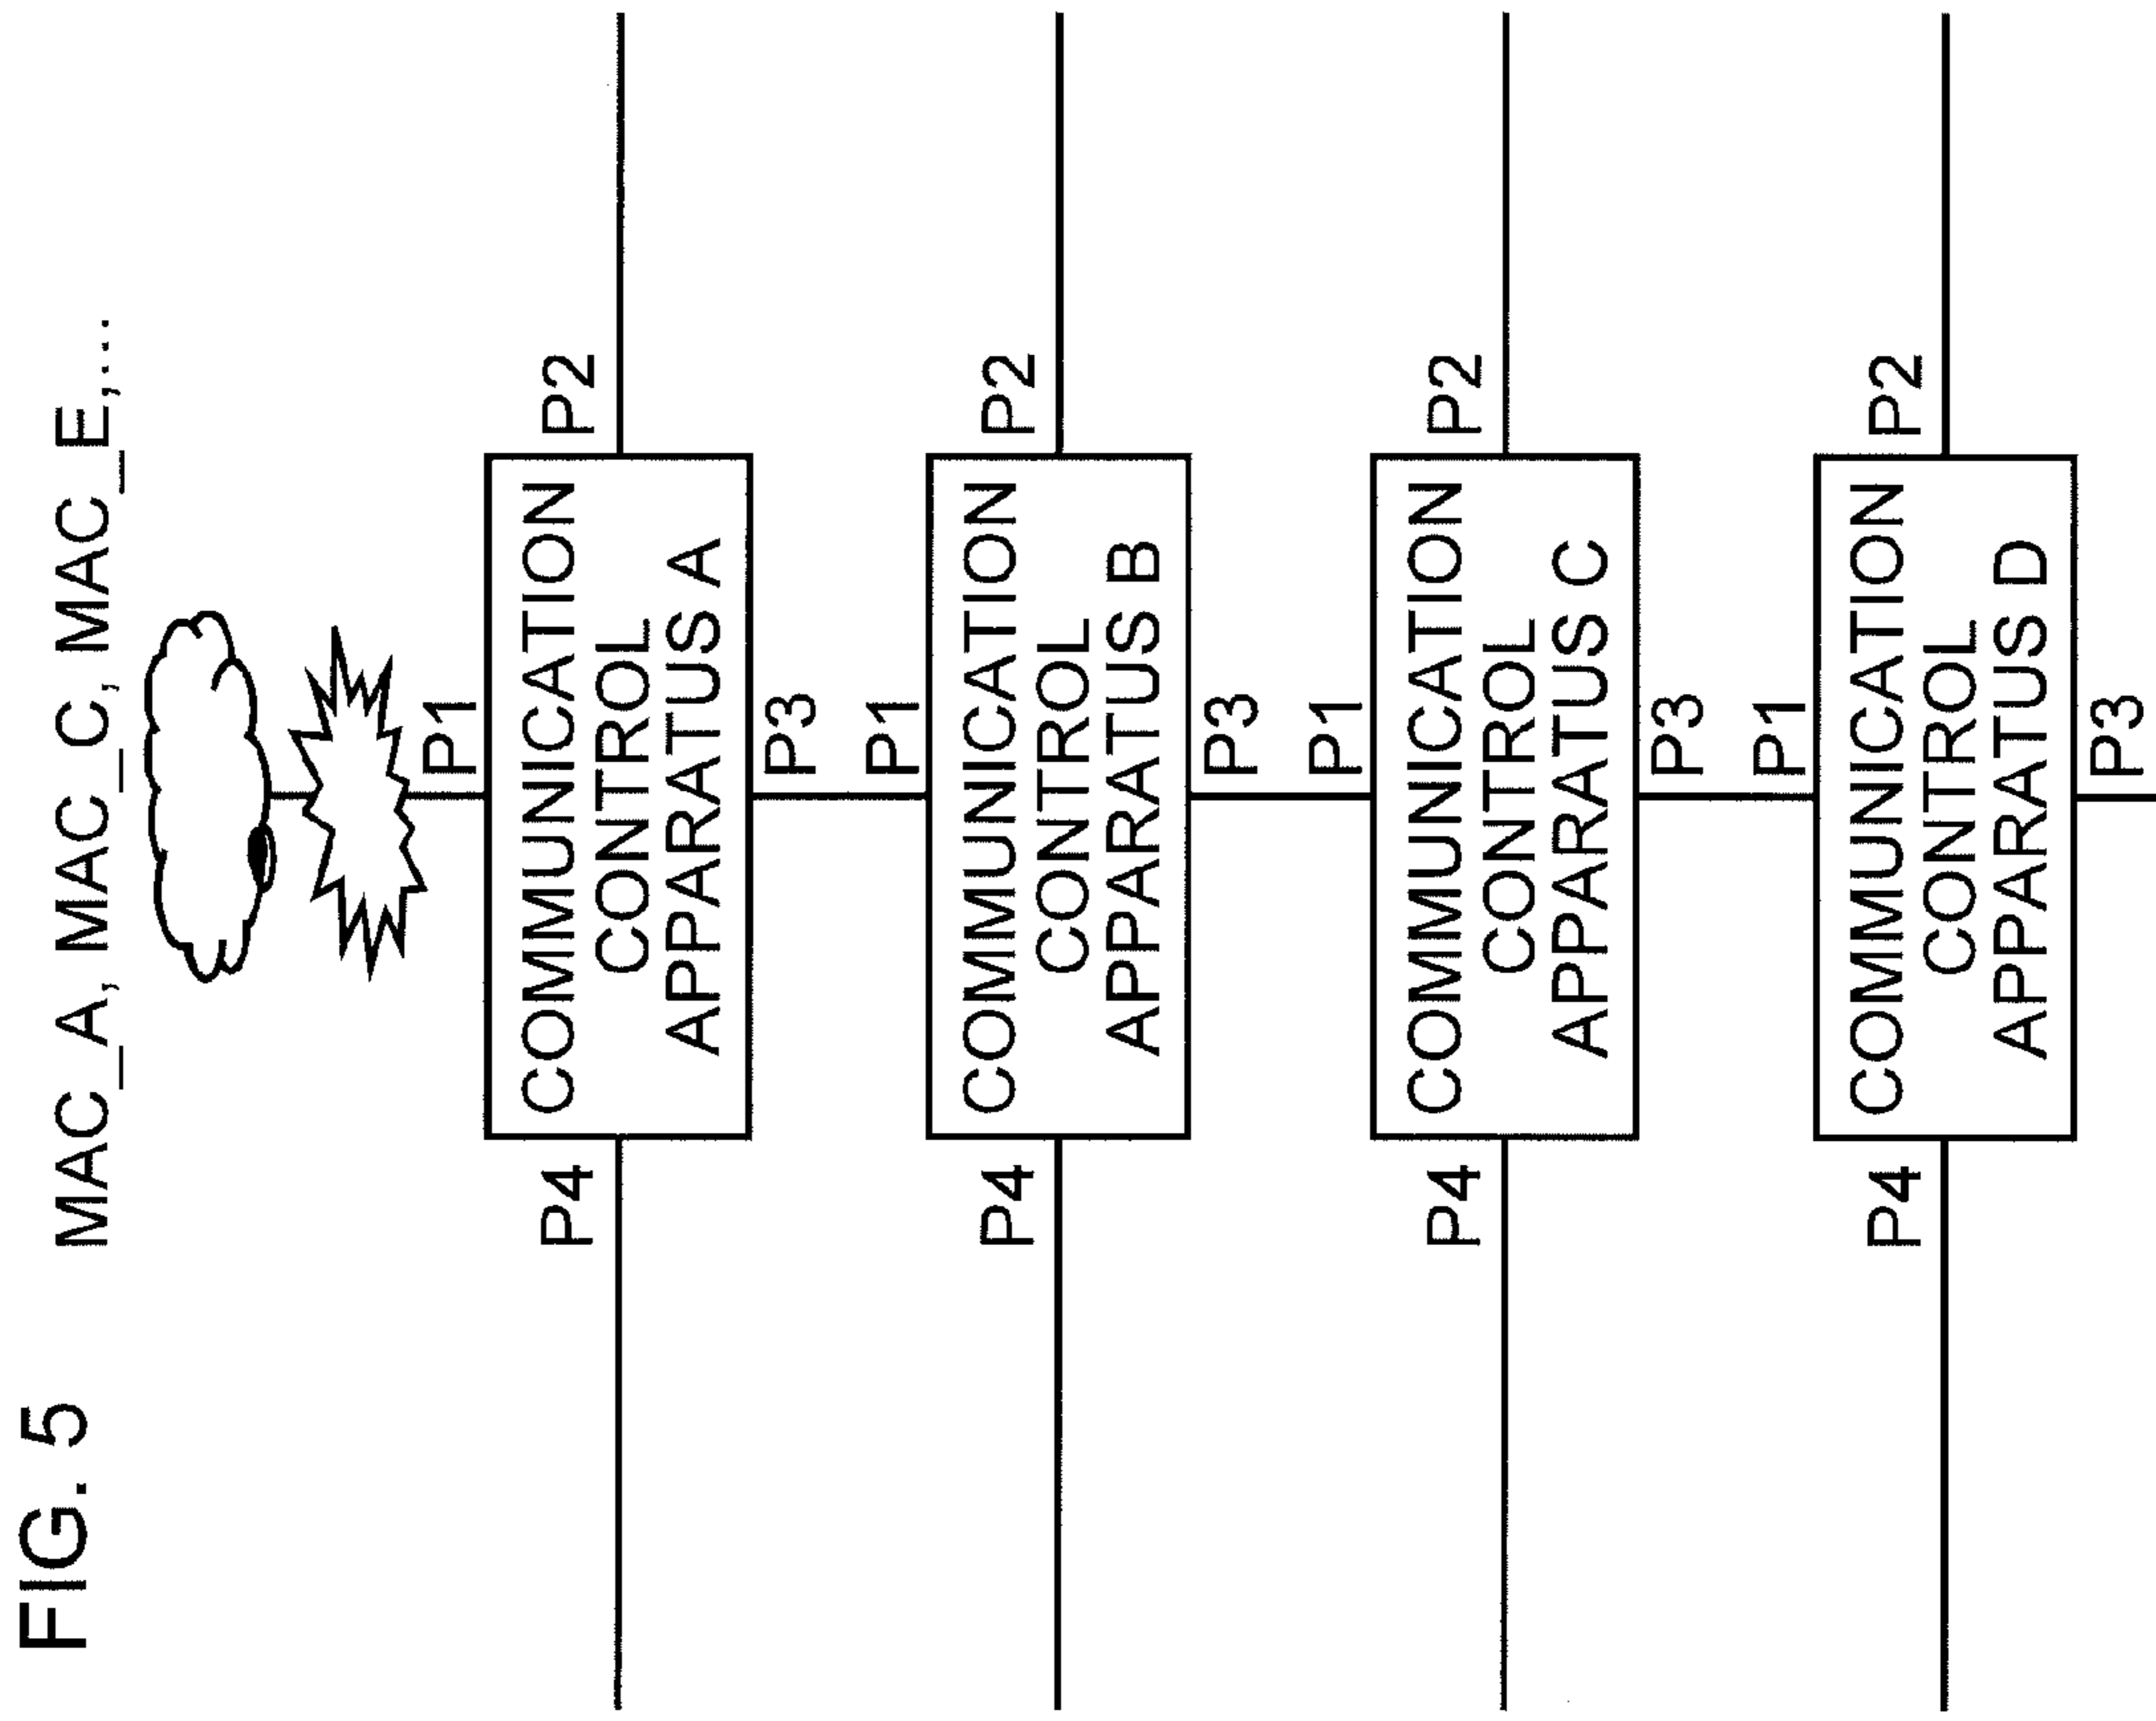 FIG. 5
MAC_A, MAC_C, MAC_E,...
P1
P4
COMMUNICATION
CONTROL
APPARATUS A
P2
P3
P1
P4
COMMUNICATION
CONTROL
APPARATUS B
P2
P3
P1
P4
COMMUNICATION
CONTROL
APPARATUS C
P2
P3
P1
P4
COMMUNICATION
CONTROL
APPARATUS D
P2
P3